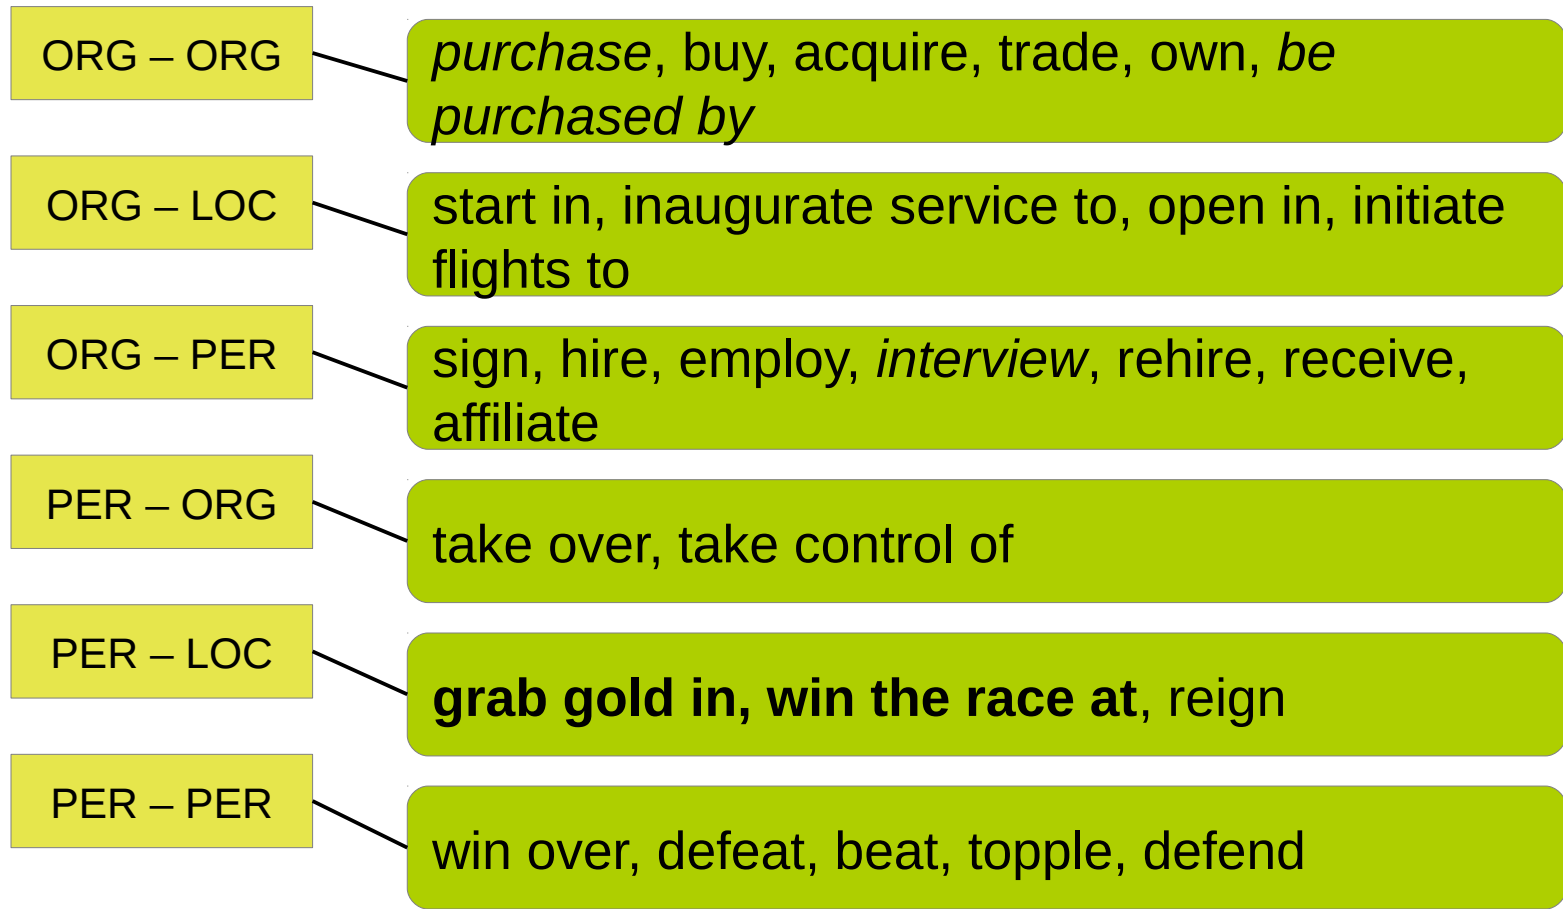 ORG – ORG
purchase, buy, acquire, trade, own, be
purchased by
ORG – LOC
start in, inaugurate service to, open in, initiate
flights to
ORG – PER
sign, hire, employ, interview, rehire, receive,
affiliate
PER – ORG
take over, take control of
PER – LOC
grab gold in, win the race at, reign
PER – PER
win over, defeat, beat, topple, defend